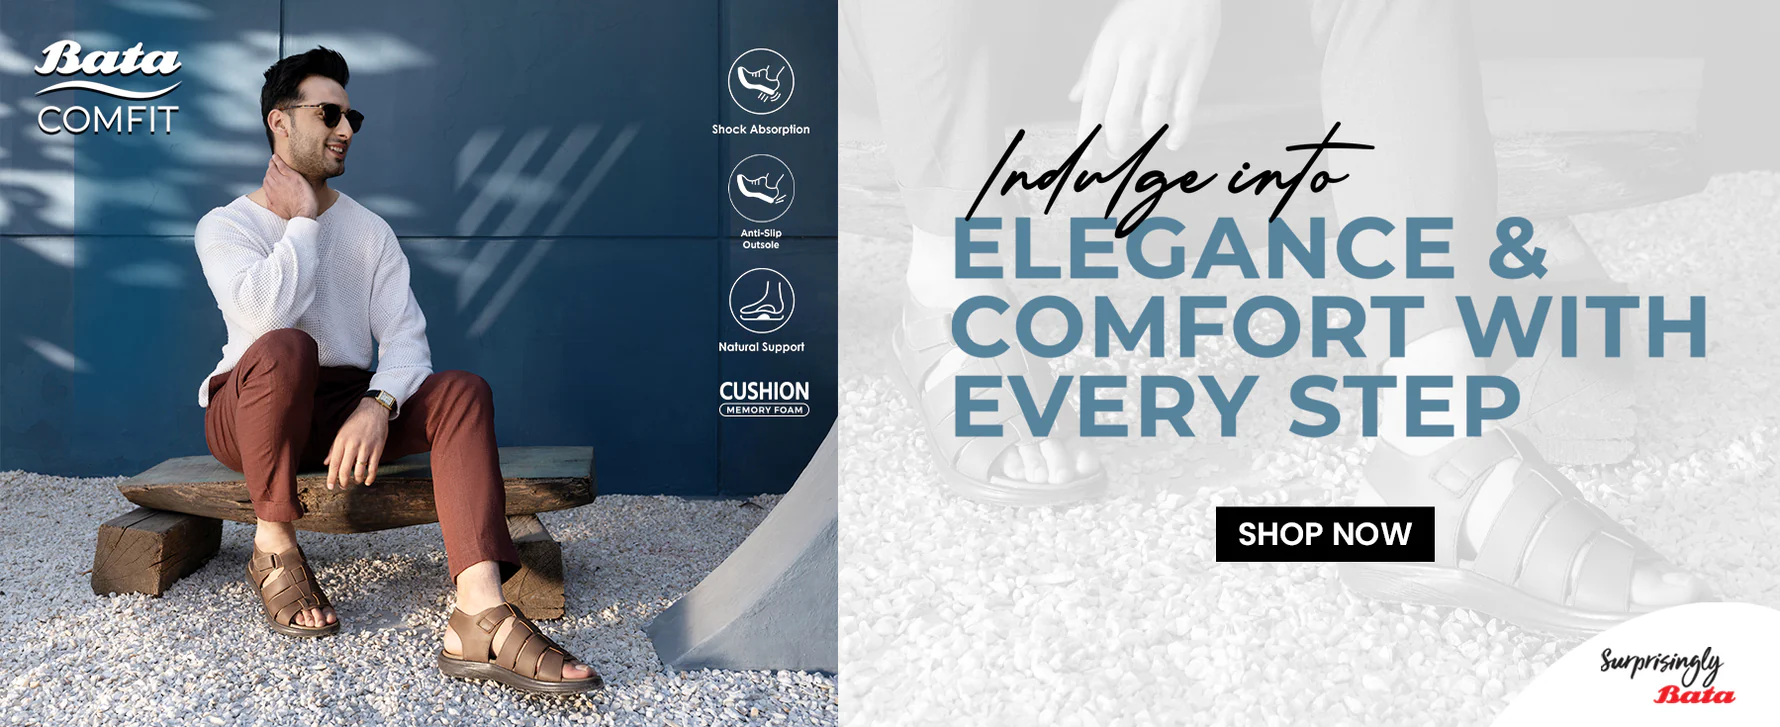 Bata
COMFIT
Shock Absorption
Anti-Slip
Outsole
Natural Support
CUSHION
MEMORY FOAM
Indulge into
ELEGANCE &
COMFORT WITH
EVERY STEP
SHOP NOW
Surprisingly
Bata